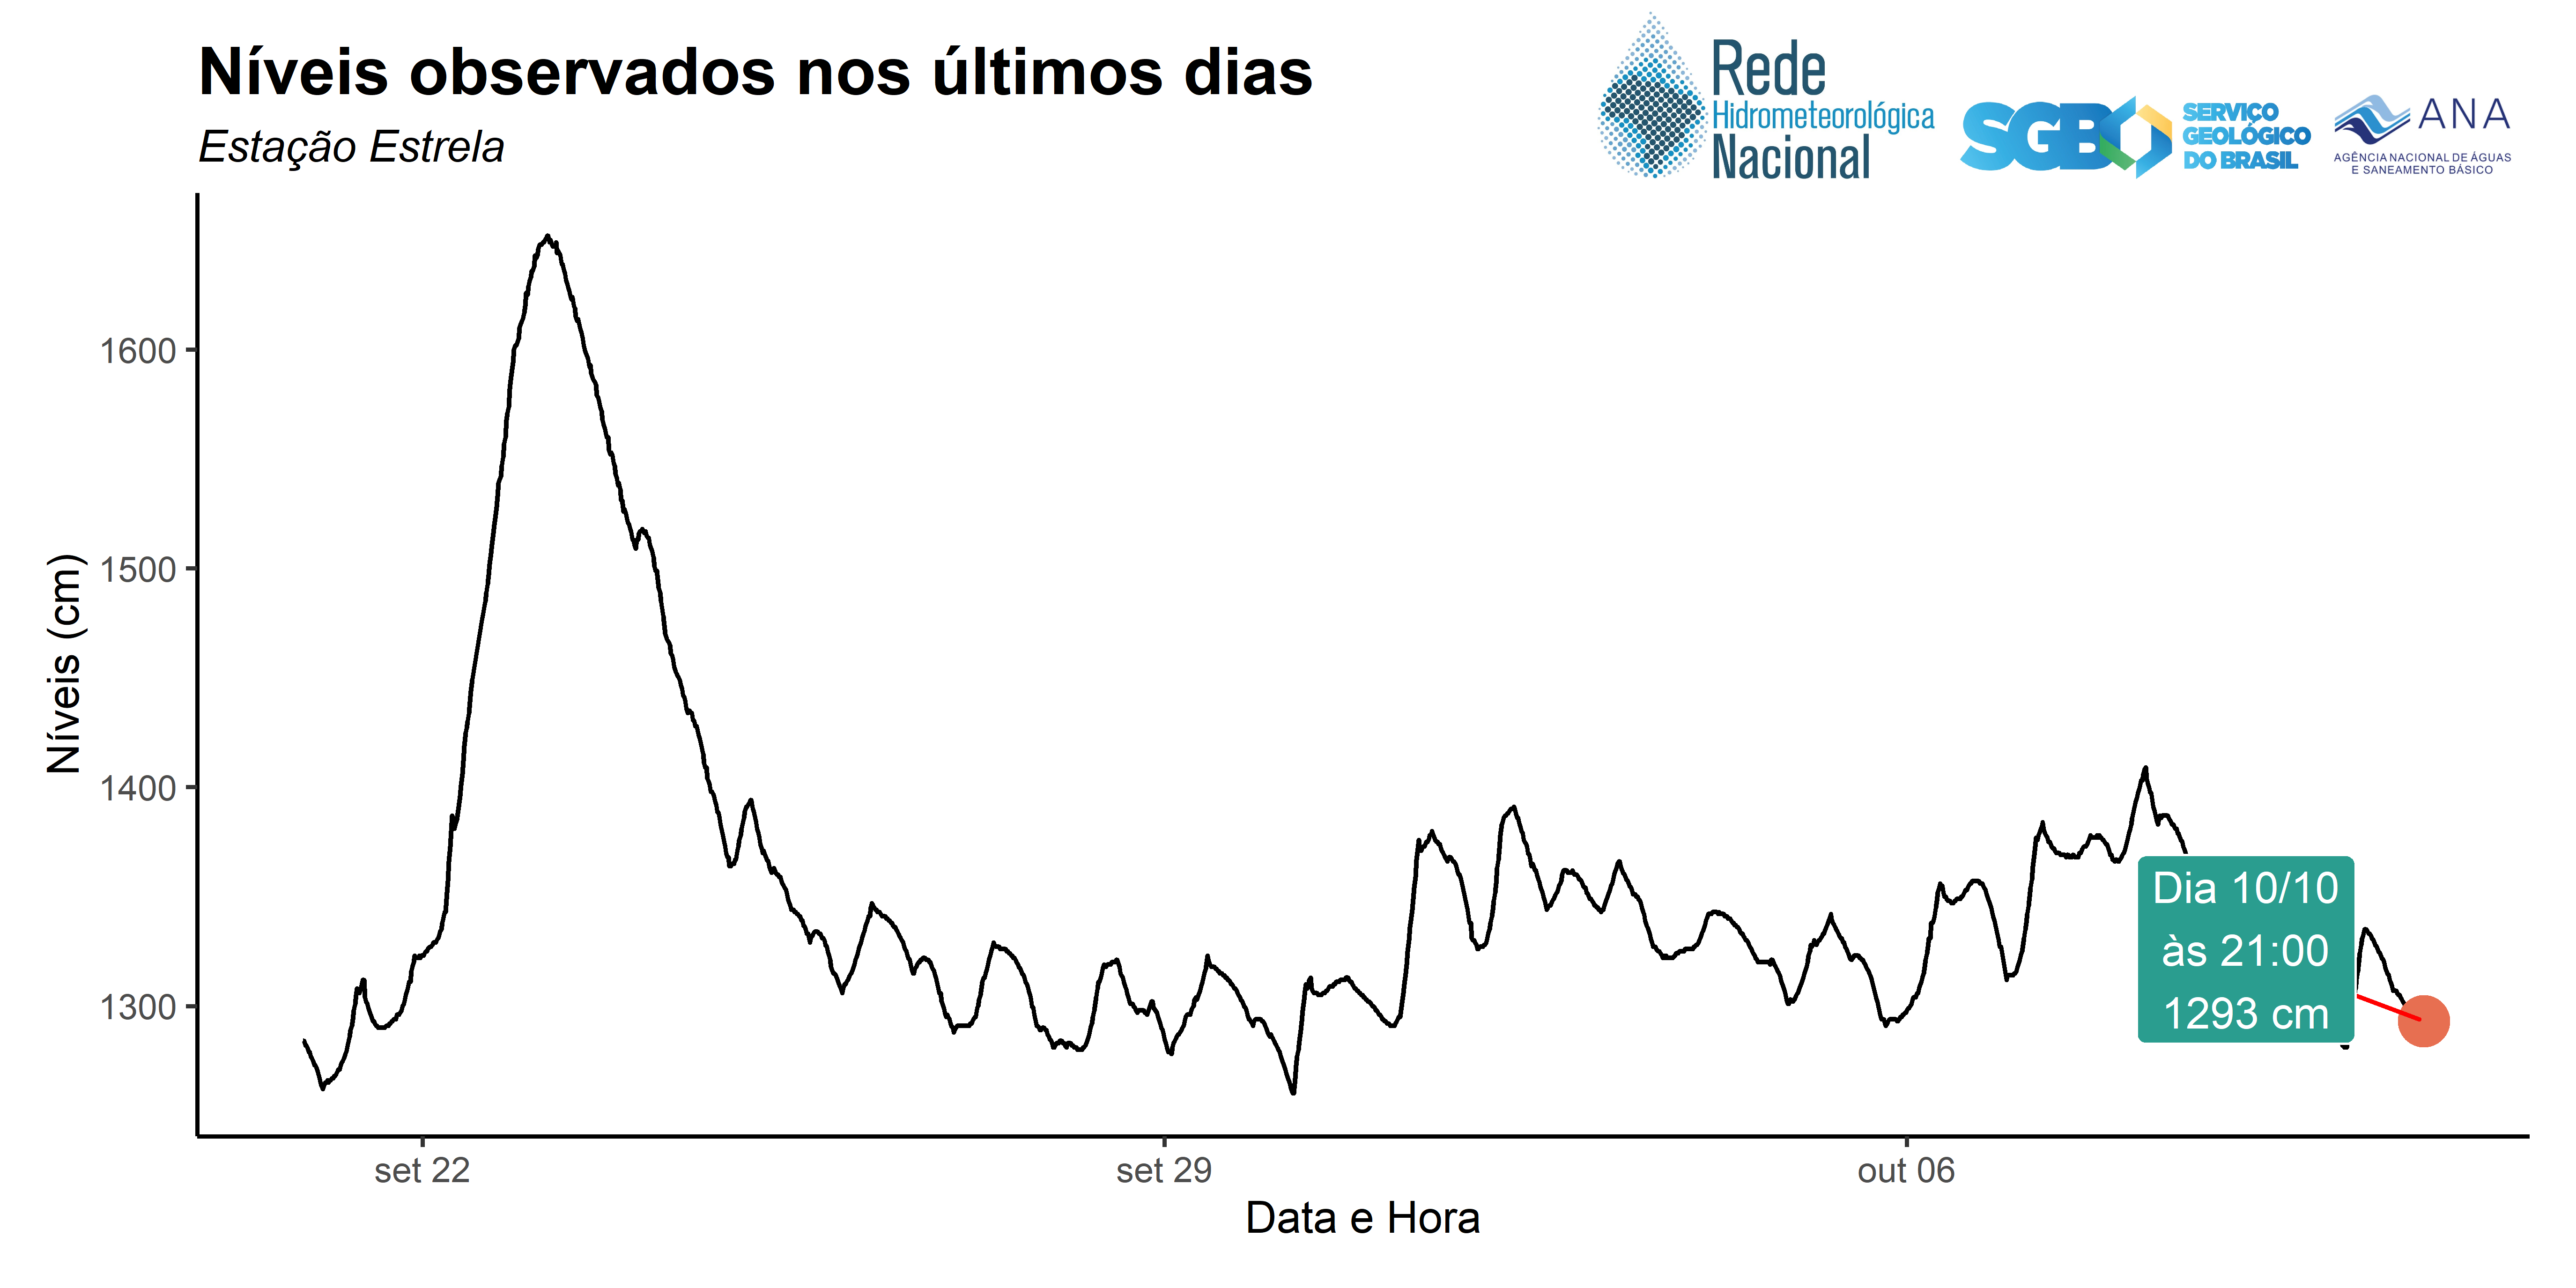 Níveis observados nos últimos dias
Estação Estrela
Rede
Hidrometeorológica
Nacional
SGB
SERVIÇO
GEOLÓGICO
DO BRASIL
ANA
AGÊNCIA NACIONAL DE ÁGUAS
E SANEAMENTO BÁSICO
Níveis (cm)
1600
1500
1400
1300
Dia 10/10
às 21:00
1293 cm
set 22
set 29
out 06
Data e Hora